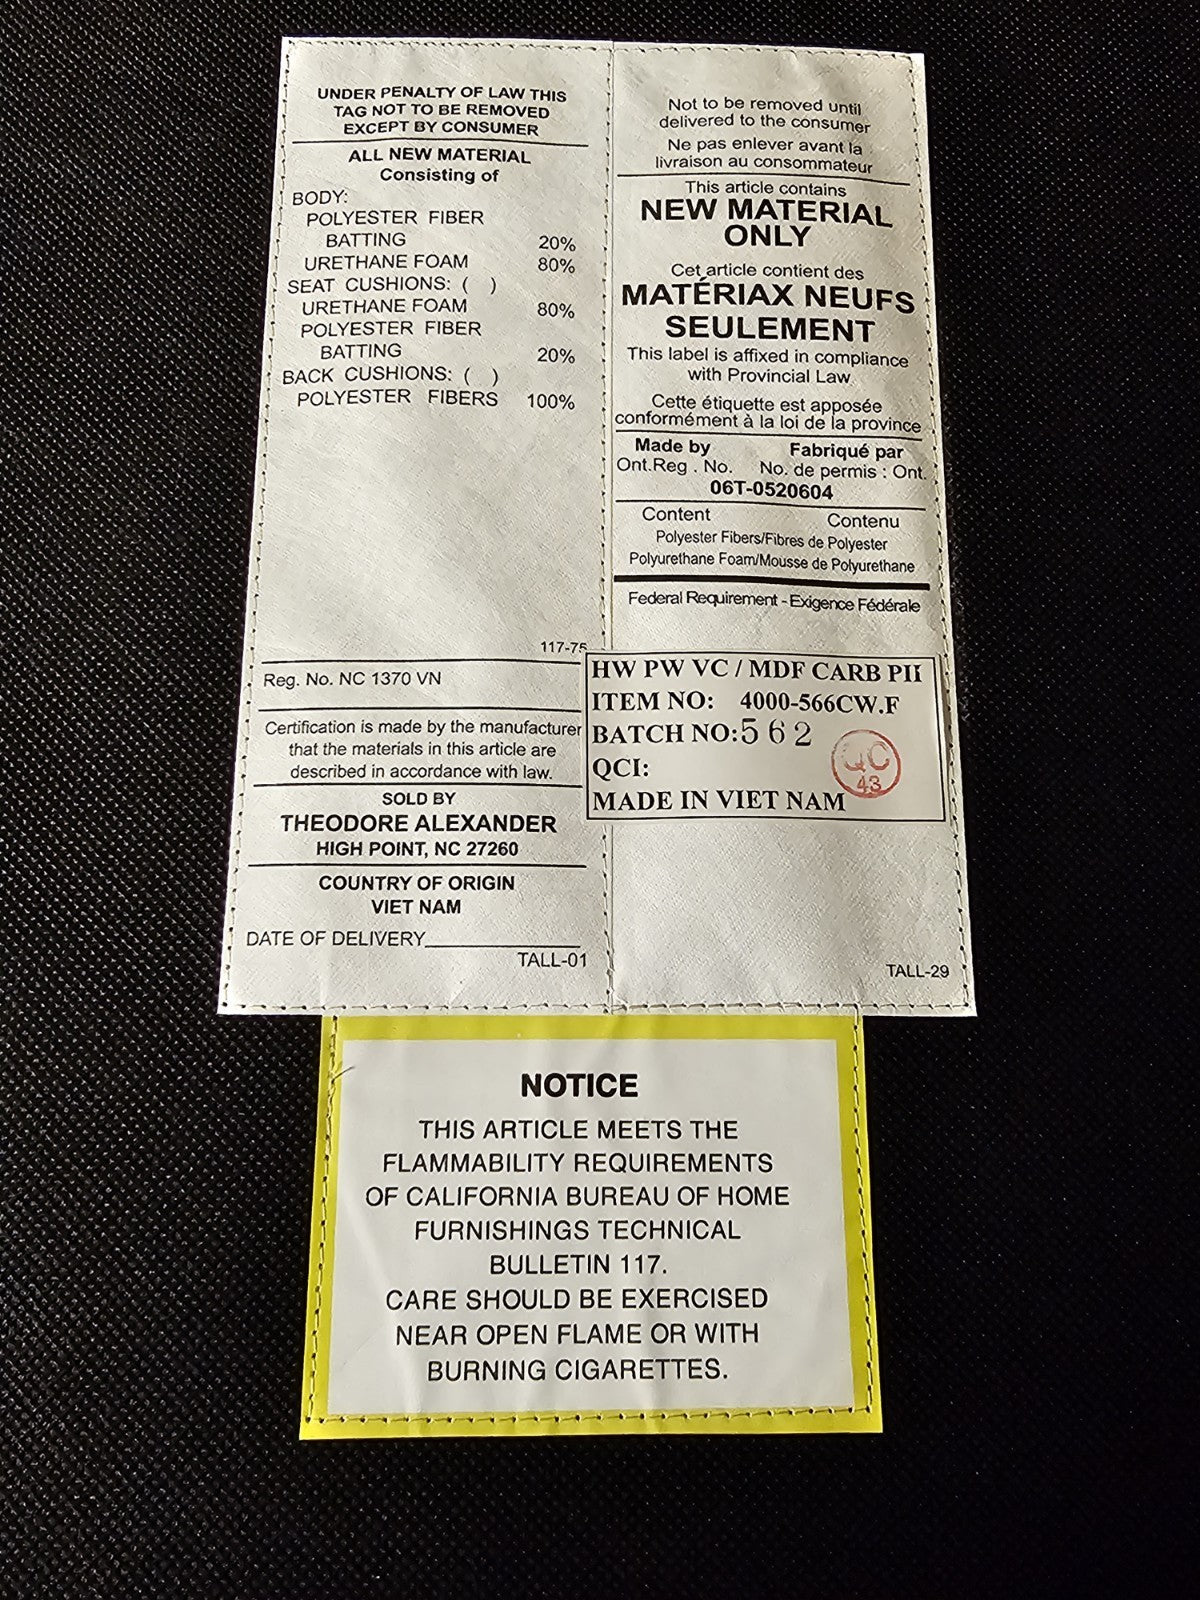 UNDER PENALTY OF LAW THIS
TAG NOT TO BE REMOVED
EXCEPT BY CONSUMER
ALL NEW MATERIAL
Consisting of
BODY:
POLYESTER FIBER
BATTING 20%
URETHANE FOAM 80%
SEAT CUSHIONS: ( )
URETHANE FOAM 80%
POLYESTER FIBER
BATTING 20%
BACK CUSHIONS: ( )
POLYESTER FIBERS 100%
117-75
Reg. No. NC 1370 VN
Certification is made by the manufacturer
that the materials in this article are
described in accordance with law.
SOLD BY
THEODORE ALEXANDER
HIGH POINT, NC 27260
COUNTRY OF ORIGIN
VIET NAM
DATE OF DELIVERY
TALL-01
Not to be removed until
delivered to the consumer
Ne pas enlever avant la
livraison au consommateur
This article contains
NEW MATERIAL
ONLY
Cet article contient des
MATÉRIAX NEUFS
SEULEMENT
This label is affixed in compliance
with Provincial Law
Cette étiquette est apposée
conformément à la loi de la province
Made by Fabriqué par
Ont.Reg . No. No. de permis : Ont.
06T-0520604
Content Contenu
Polyester Fibers/Fibres de Polyester
Polyurethane Foam/Mousse de Polyurethane
Federal Requirement - Exigence Fédérale
HW PW VC / MDF CARB PII
ITEM NO: 4000-566CW.F
BATCH NO:562
QCI:
QC
43
MADE IN VIET NAM
TALL-29
NOTICE
THIS ARTICLE MEETS THE
FLAMMABILITY REQUIREMENTS
OF CALIFORNIA BUREAU OF HOME
FURNISHINGS TECHNICAL
BULLETIN 117.
CARE SHOULD BE EXERCISED
NEAR OPEN FLAME OR WITH
BURNING CIGARETTES.